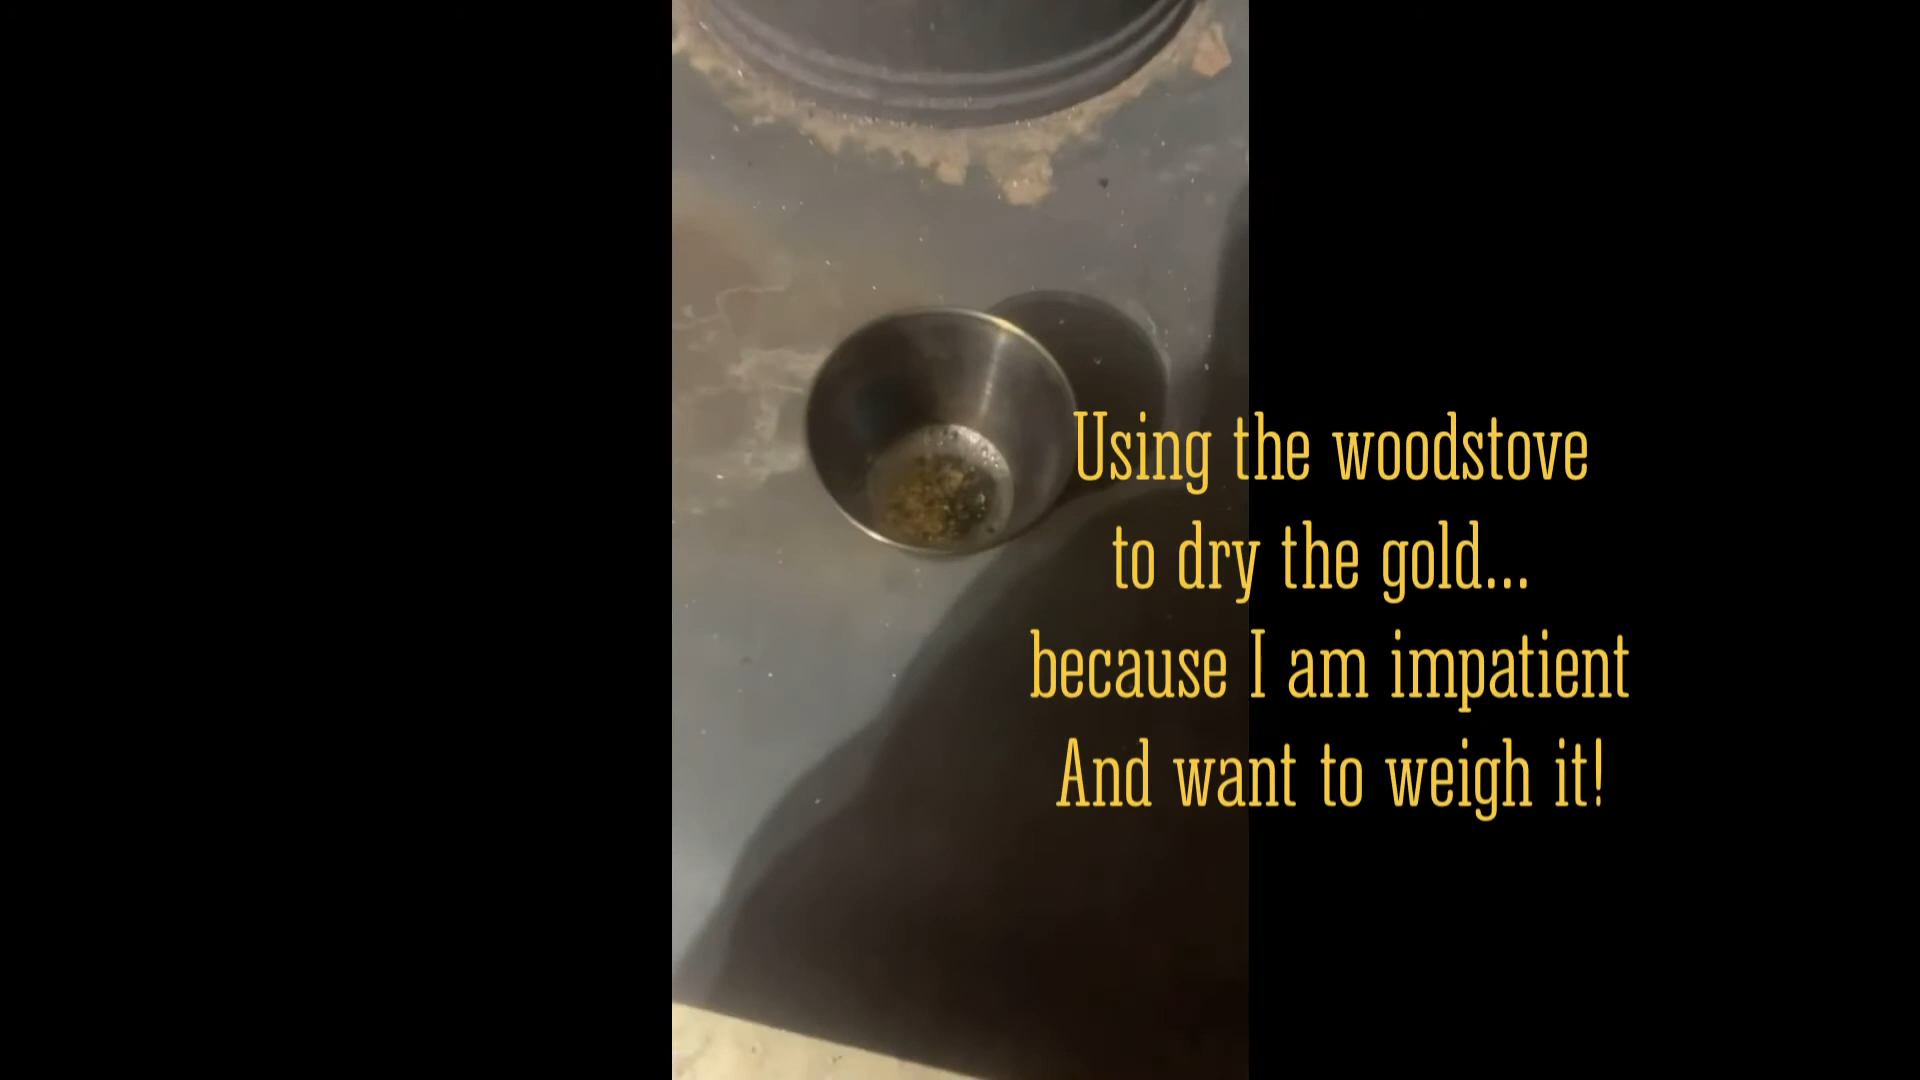 Using the woodstove
to dry the gold...
because I am impatient
And want to weigh it!